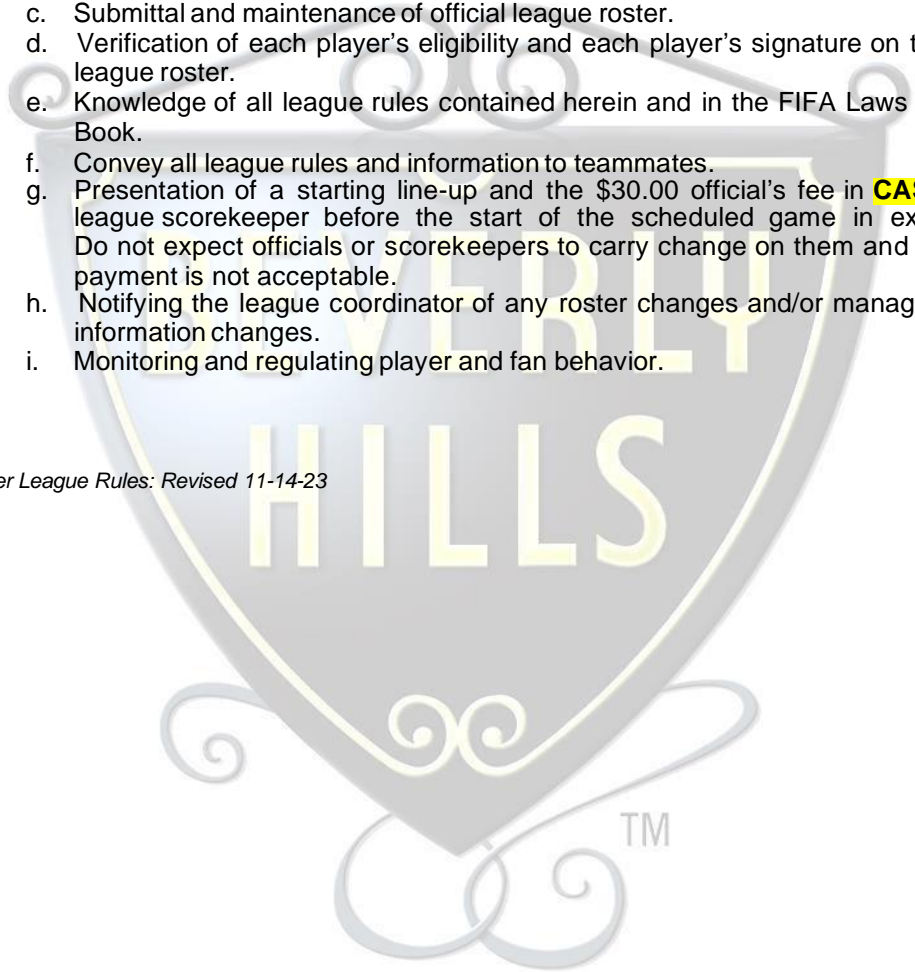 c. Submittal and maintenance of official league roster.
d. Verification of each player's eligibility and each player's signature on
league roster.
e. Knowledge of all league rules contained herein and in the FIFA Laws
Book.
f. Convey all league rules and information to teammates.
g. Presentation of a starting line-up and the $30.00 official's fee in CAS
league scorekeeper before the start of the scheduled game in ex
Do not expect officials or scorekeepers to carry change on them and
payment is not acceptable.
h. Notifying the league coordinator of any roster changes and/or manag
information changes.
i. Monitoring and regulating player and fan behavior.
er League Rules: Revised 11-14-23
BEVERLY
HILLS
TM